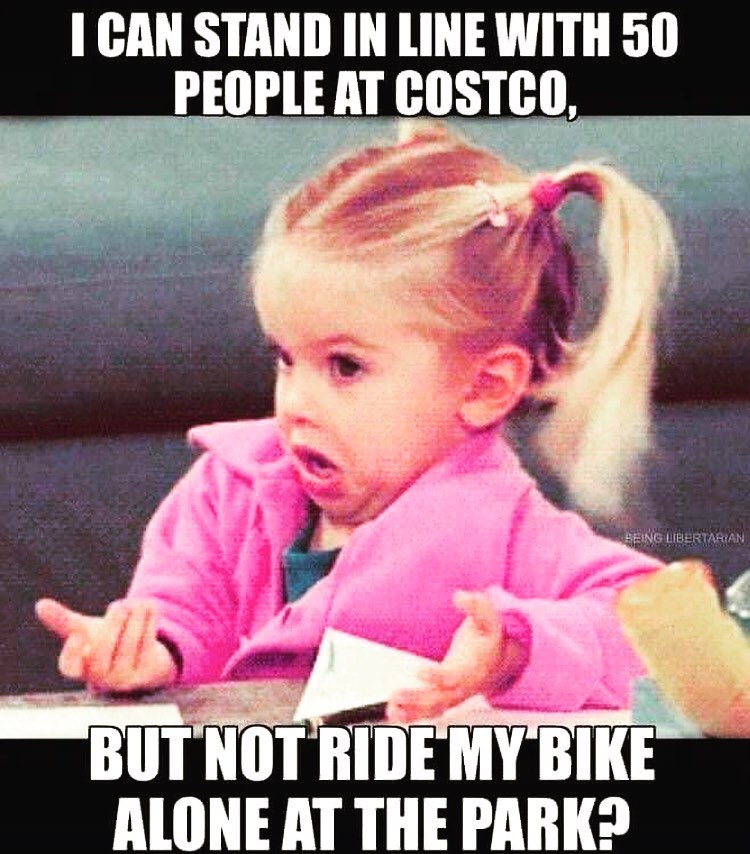 I CAN STAND IN LINE WITH 50
PEOPLE AT COSTCO,
BEING LIBERTARIAN
BUT NOT RIDE MY BIKE
ALONE AT THE PARK?